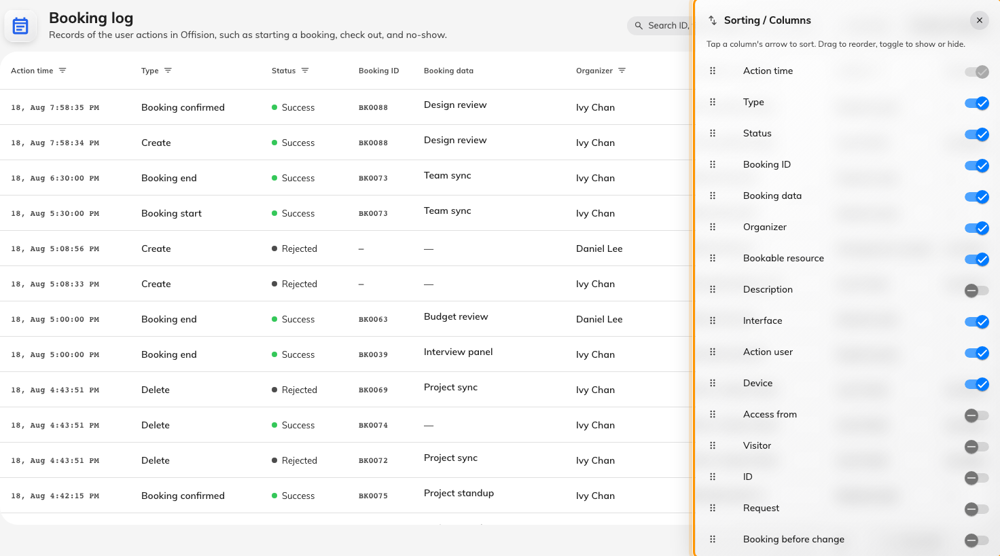 Booking log
Records of the user actions in Offision, such as starting a booking, check out, and no-show.
Search ID,
Action time Type Status Booking ID Booking data Organizer
18, Aug 7:58:35 PM Booking confirmed Success BK0088 Design review Ivy Chan
18, Aug 7:58:34 PM Create Success BK0088 Design review Ivy Chan
18, Aug 6:30:00 PM Booking end Success BK0073 Team sync Ivy Chan
18, Aug 5:30:00 PM Booking start Success BK0073 Team sync Ivy Chan
18, Aug 5:08:56 PM Create Rejected – — Daniel Lee
18, Aug 5:08:33 PM Create Rejected – — Ivy Chan
18, Aug 5:00:00 PM Booking end Success BK0063 Budget review Daniel Lee
18, Aug 5:00:00 PM Booking end Success BK0039 Interview panel Ivy Chan
18, Aug 4:43:51 PM Delete Rejected BK0069 Project sync Ivy Chan
18, Aug 4:43:51 PM Delete Success BK0074 — Ivy Chan
18, Aug 4:43:51 PM Delete Rejected BK0072 Project sync Ivy Chan
18, Aug 4:42:15 PM Booking confirmed Success BK0075 Project standup Ivy Chan
Sorting / Columns
Tap a column's arrow to sort. Drag to reorder, toggle to show or hide.
Action time
Type
Status
Booking ID
Booking data
Organizer
Bookable resource
Description
Interface
Action user
Device
Access from
Visitor
ID
Request
Booking before change